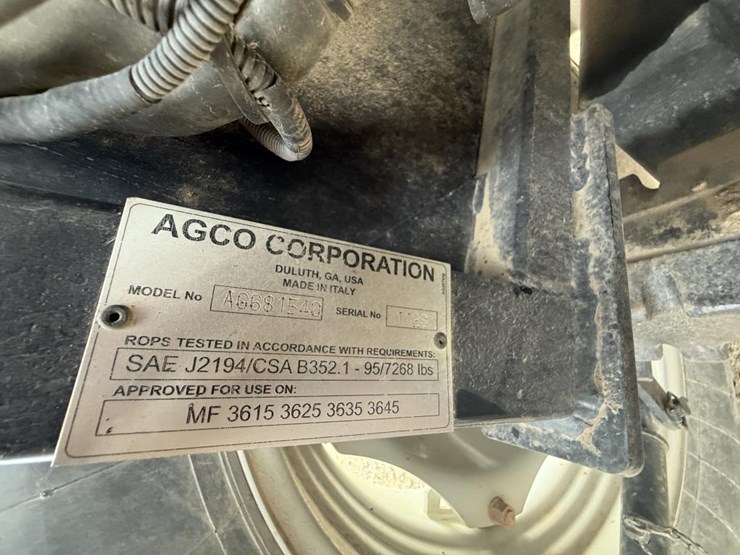 AGCO CORPORATION
DULUTH, GA, USA
MADE IN ITALY
MODEL No AG681540 SERIAL No
ROPS TESTED IN ACCORDANCE WITH REQUIREMENTS:
SAE J2194/CSA B352.1 - 95/7268 lbs
APPROVED FOR USE ON:
MF 3615 3625 3635 3645